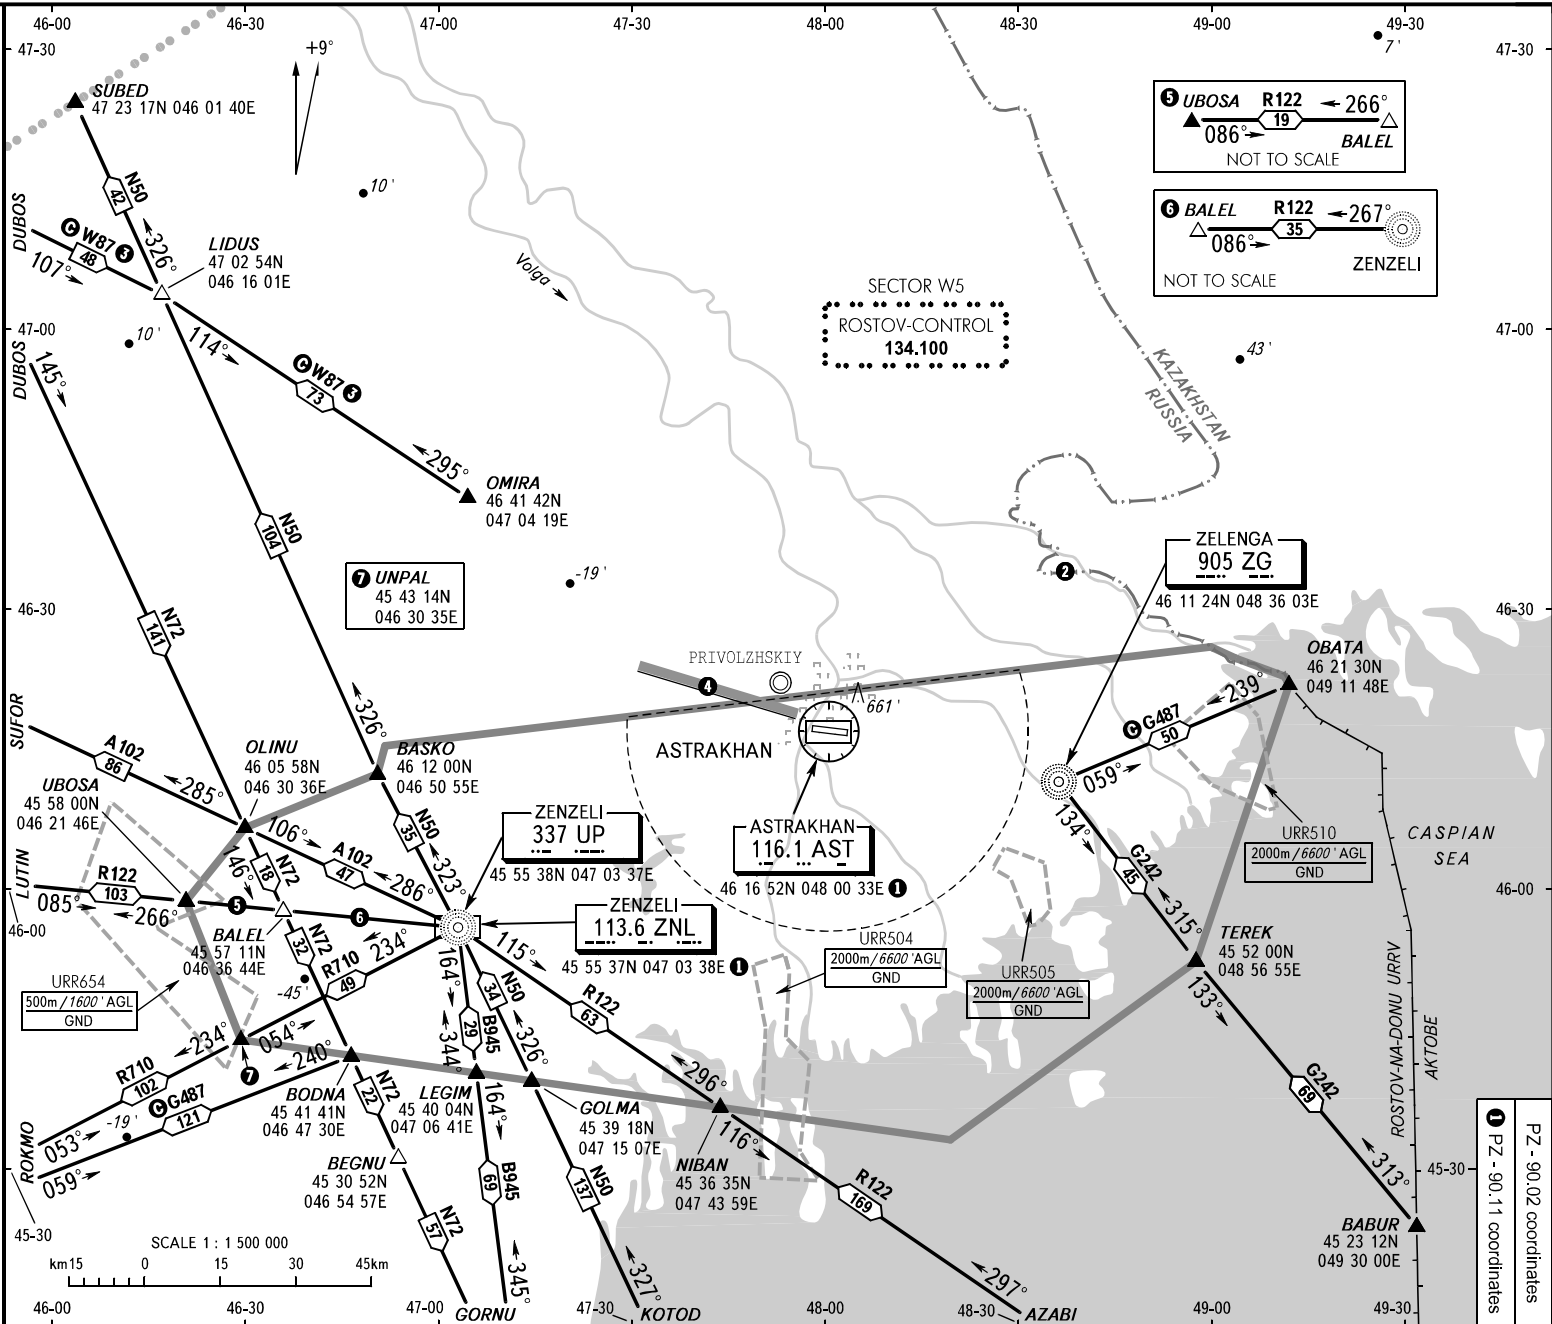 46-00
46-30
47-00
47-30
48-00
48-30
49-00
49-30
47-30
47-30
+9°
7'
SUBED
47 23 17N 046 01 40E
❺ UBOSA R122 266°
19
086°
BALEL
NOT TO SCALE
N50
42
10'
❻ BALEL R122 267°
35
086°
ZENZELI
NOT TO SCALE
DUBOS
C W87 ❸
48
107°
326°
LIDUS
47 02 54N
046 16 01E
Volga
SECTOR W5
ROSTOV-CONTROL
134.100
47-00
47-00
10'
114°
43'
KAZAKHSTAN
RUSSIA
DUBOS
145°
C W87 ❸
73
295°
OMIRA
46 41 42N
047 04 19E
N50
104
❼ UNPAL
45 43 14N
046 30 35E
-19'
ZELENGA
905 ZG
46 11 24N 048 36 03E
❷
46-30
46-30
N72
141
PRIVOLZHSKIY
❹
661'
OBATA
46 21 30N
049 11 48E
239°
C G487
50
059°
SUFOR
A102
86
285°
326°
OLINU
46 05 58N
046 30 36E
BASKO
46 12 00N
046 50 55E
ASTRAKHAN
UBOSA
45 58 00N
046 21 46E
ZENZELI
337 UP
45 55 38N 047 03 37E
ASTRAKHAN
116.1 AST
46 16 52N 048 00 33E ❶
134°
G242
45
315°
URR510
2000m/6600'AGL
GND
CASPIAN
SEA
106°
A102
47
286°
N50
35
323°
146°
N72
18
LUTIN
R122
103
085°
266°
❺
❻
46-00
46-00
BALEL
45 57 11N
046 36 44E
ZENZELI
113.6 ZNL
45 55 37N 047 03 38E ❶
N72
32
234°
R710
49
-45'
164°
115°
URR504
2000m/6600'AGL
GND
URR505
2000m/6600'AGL
GND
TEREK
45 52 00N
048 56 55E
133°
URR654
500m/1600'AGL
GND
N50
34
326°
B945
29
344°
R122
63
296°
234°
054°
240°
R710
102
C G487
121
❼
-19'
053°
059°
ROKMO
BODNA
45 41 41N
046 47 30E
N72
22
LEGIM
45 40 04N
047 06 41E
164°
GOLMA
45 39 18N
047 15 07E
NIBAN
45 36 35N
047 43 59E
116°
G242
69
313°
ROSTOV-NA-DONU URRV
AKTOBE
BEGNU
45 30 52N
046 54 57E
B945
69
N50
137
R122
169
45-30
45-30
BABUR
45 23 12N
049 30 00E
N72
57
345°
327°
297°
SCALE 1 : 1 500 000
km15 0 15 30 45km
PZ - 90.02 coordinates
❶ PZ - 90.11 coordinates
46-00
46-30
47-00
GORNU
47-30
KOTOD
48-00
48-30
AZABI
49-00
49-30